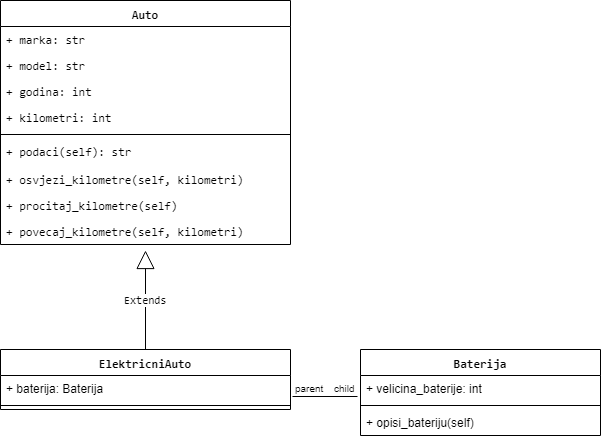 Auto
+ marka: str
+ model: str
+ godina: int
+ kilometri: int
+ podaci(self): str
+ osvjezi_kilometre(self, kilometri)
+ procitaj_kilometre(self)
+ povecaj_kilometre(self, kilometri)
Extends
ElektricniAuto
+ baterija: Baterija
parent child
Baterija
+ velicina_baterije: int
+ opisi_bateriju(self)